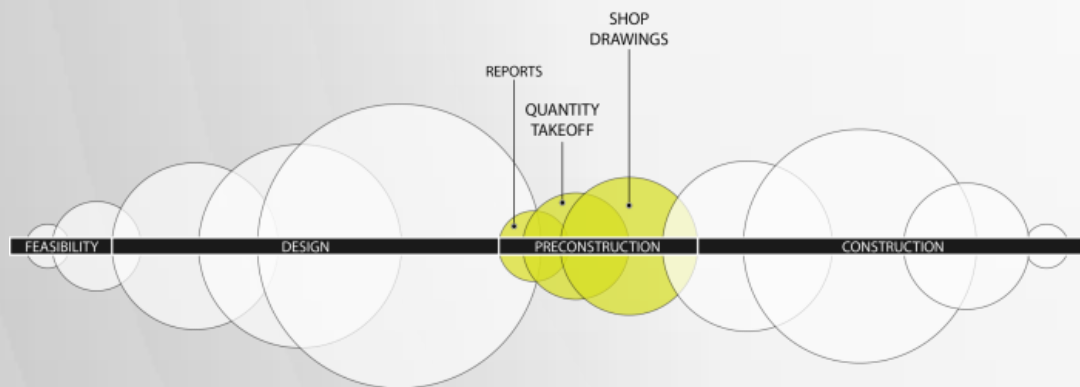 SHOP
DRAWINGS
REPORTS
QUANTITY
TAKEOFF
FEASIBILITY
DESIGN
PRECONSTRUCTION
CONSTRUCTION